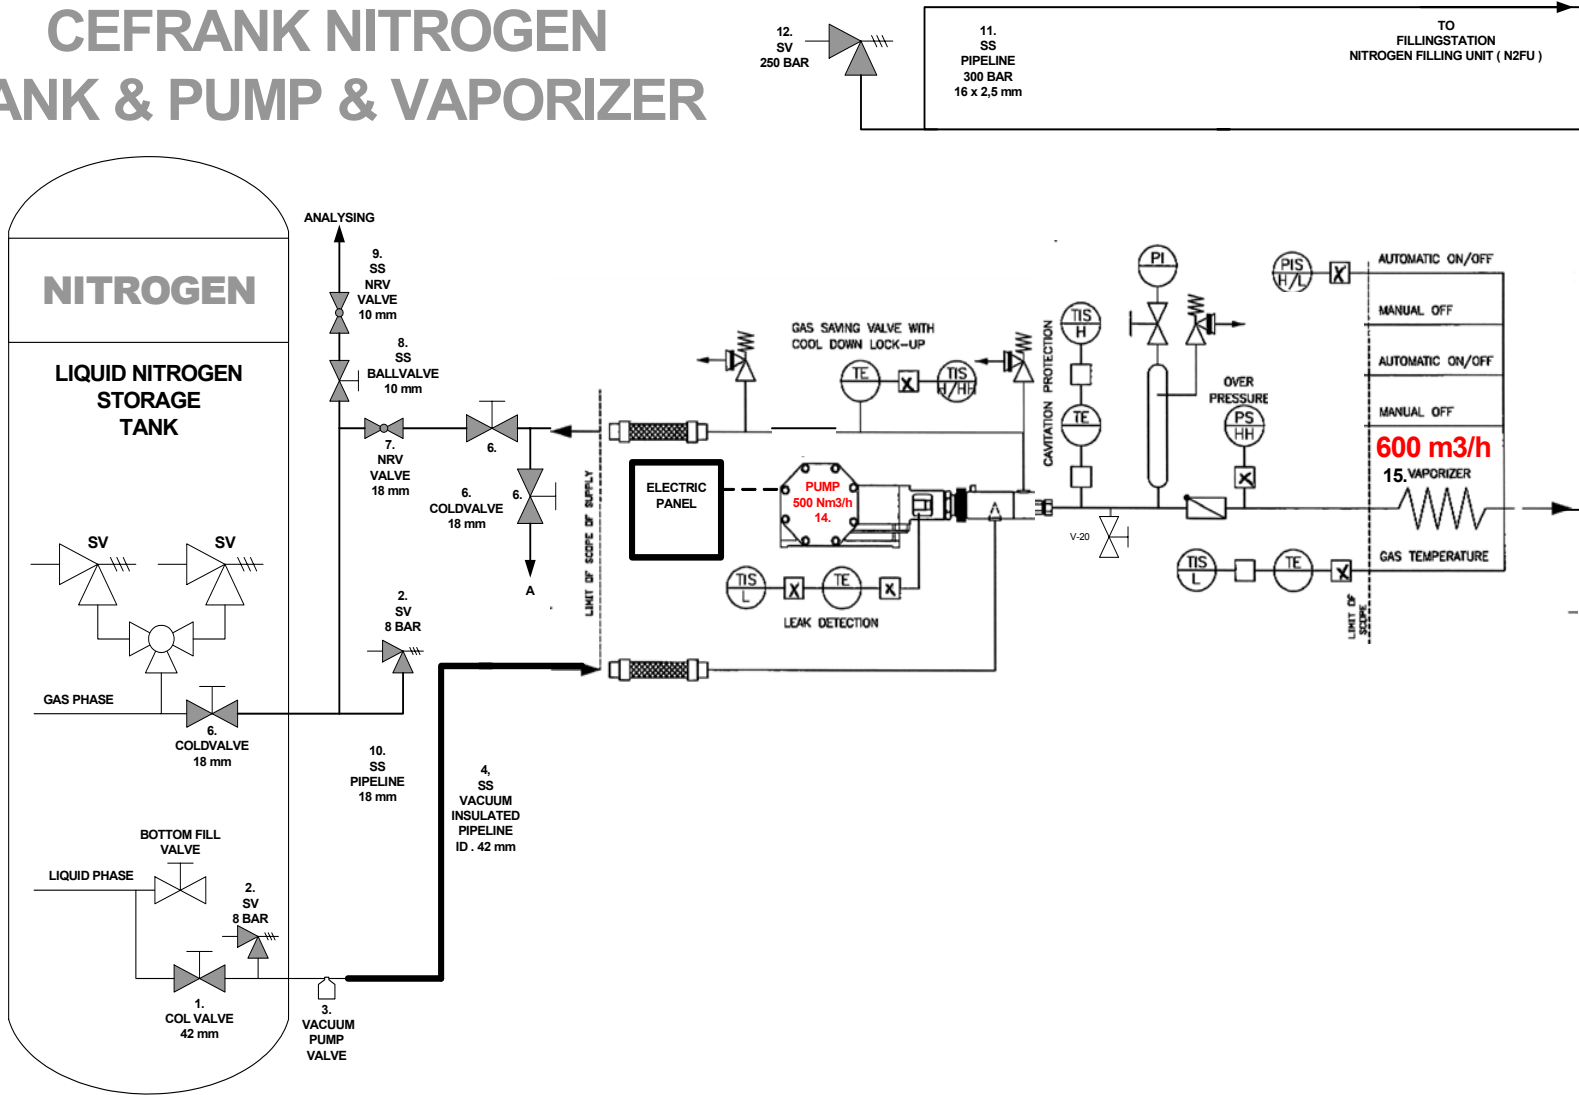 CEFRANK NITROGEN
ANK & PUMP & VAPORIZER
12.
SV
250 BAR
11.
SS
PIPELINE
300 BAR
16 x 2,5 mm
TO
FILLINGSTATION
NITROGEN FILLING UNIT ( N2FU )
NITROGEN
LIQUID NITROGEN
STORAGE
TANK
ANALYSING
9.
SS
NRV
VALVE
10 mm
8.
SS
BALLVALVE
10 mm
7.
NRV
VALVE
18 mm
6.
6.
COLDVALVE
18 mm
6.
A
SV
SV
2.
SV
8 BAR
GAS PHASE
6.
COLDVALVE
18 mm
10.
SS
PIPELINE
18 mm
4,
SS
VACUUM
INSULATED
PIPELINE
ID . 42 mm
BOTTOM FILL
VALVE
LIQUID PHASE
2.
SV
8 BAR
1.
COL VALVE
42 mm
3.
VACUUM
PUMP
VALVE
LIMIT OF SCOPE OF SUPPLY
GAS SAVING VALVE WITH
COOL DOWN LOCK-UP
TE
X
TIS
H/HH
ELECTRIC
PANEL
PUMP
500 Nm3/h
14.
A
TIS
L
X
TE
X
LEAK DETECTION
CAVITATION PROTECTION
TIS
H
TE
V-20
PI
OVER
PRESSURE
PS
HH
X
PIS
H/L
X
AUTOMATIC ON/OFF
MANUAL OFF
AUTOMATIC ON/OFF
MANUAL OFF
600 m3/h
15. VAPORIZER
GAS TEMPERATURE
TIS
L
TE
X
LIMIT OF
SCOPE